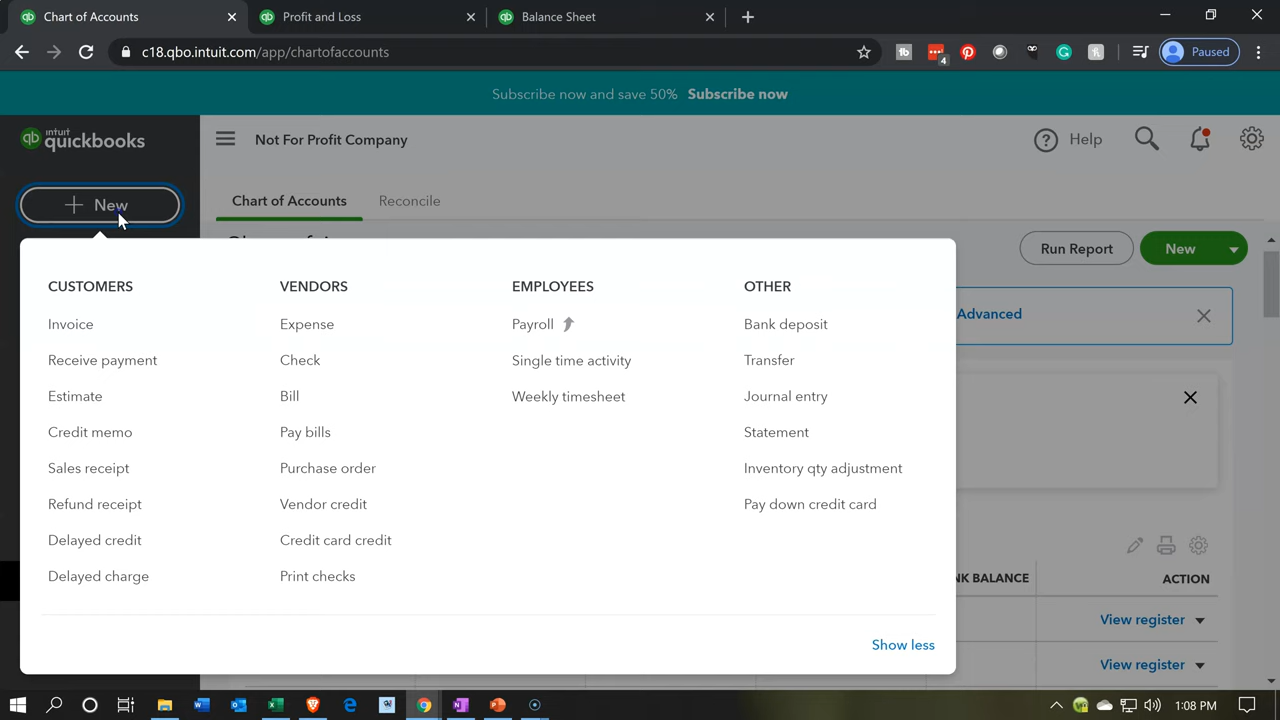 Chart of Accounts
Profit and Loss
Balance Sheet
c18.qbo.intuit.com/app/chartofaccounts
4
Paused
Subscribe now and save 50% Subscribe now
intuit quickbooks
Not For Profit Company
Help
New
Chart of Accounts
Reconcile
Run Report
New
Advanced
CUSTOMERS
Invoice
Receive payment
Estimate
Credit memo
Sales receipt
Refund receipt
Delayed credit
Delayed charge
VENDORS
Expense
Check
Bill
Pay bills
Purchase order
Vendor credit
Credit card credit
Print checks
EMPLOYEES
Payroll
Single time activity
Weekly timesheet
OTHER
Bank deposit
Transfer
Journal entry
Statement
Inventory qty adjustment
Pay down credit card
Show less
NK BALANCE
ACTION
View register
View register
1:08 PM